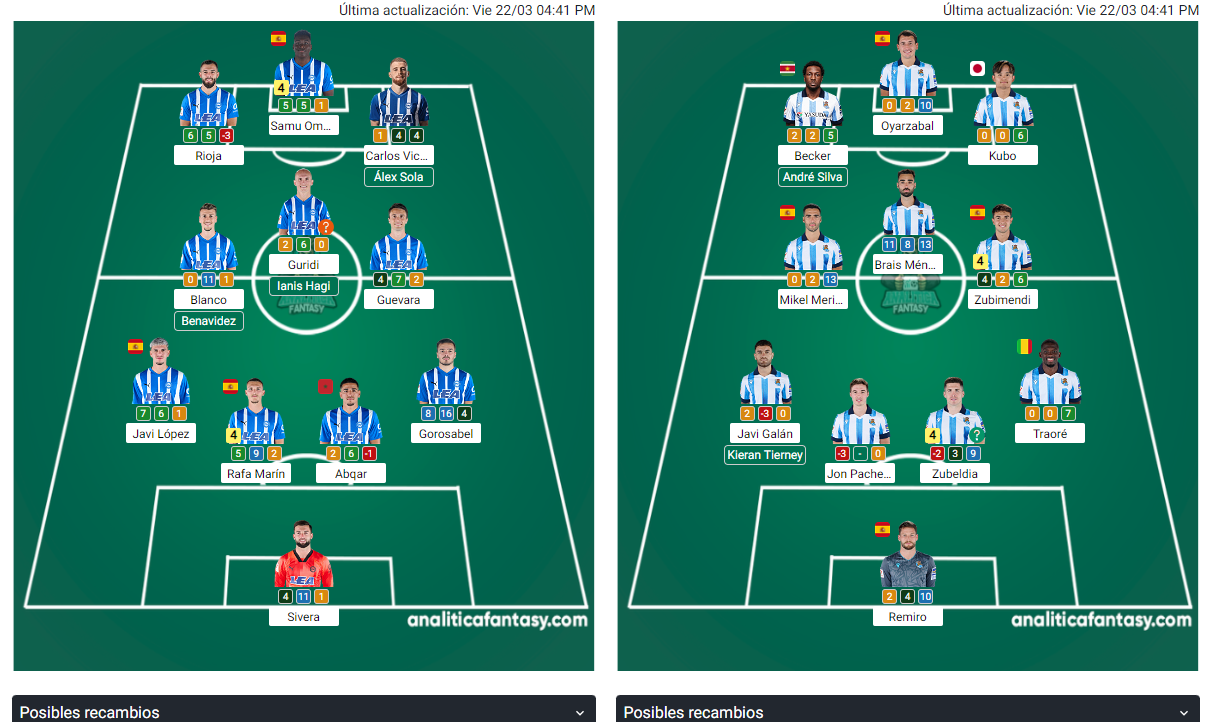 Última actualización: Vie 22/03 04:41 PM
4
5 5 1
Samu Om...
6 5 -3
Rioja
1 4 4
Carlos Vic...
Álex Sola
?
2 6 0
Guridi
Ianis Hagi
0 11 1
Blanco
Benavidez
4 7 2
Guevara
ANALITICA
FANTASY
7 6 1
Javi López
4
5 9 2
Rafa Marín
2 6 -1
Abqar
8 16 4
Gorosabel
4 11 1
Sivera
analiticafantasy.com
Posibles recambios
Última actualización: Vie 22/03 04:41 PM
0 2 10
Oyarzabal
2 2 5
Becker
André Silva
0 0 6
Kubo
11 8 13
Brais Mén...
0 2 13
Mikel Meri...
4
4 2 6
Zubimendi
ANALITICA
FANTASY
2 -3 0
Javi Galán
Kieran Tierney
-3 - 0
Jon Pache...
4
?
-2 3 9
Zubeldia
0 0 7
Traoré
2 4 10
Remiro
analiticafantasy.com
Posibles recambios